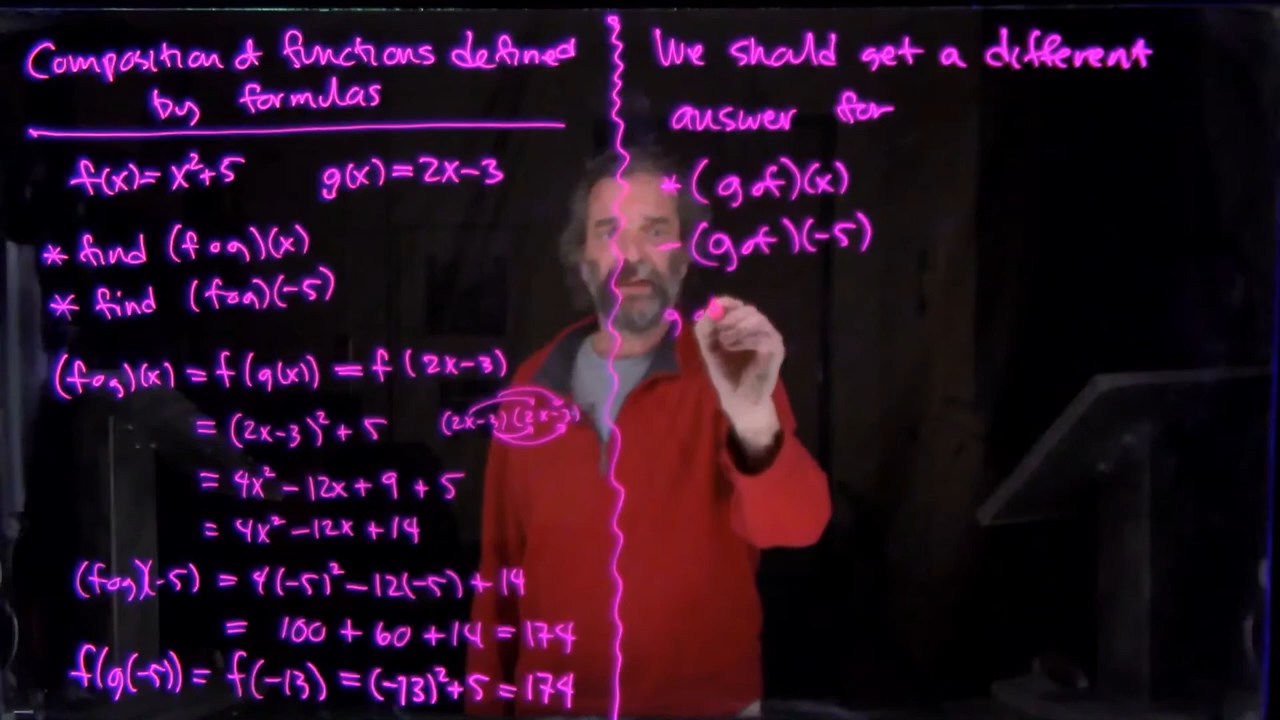 Composition of functions defined
by formulas
f(x)=x²+5 g(x)=2x-3
* find (f∘g)(x)
* find (f∘g)(-5)
(f∘g)(x) = f(g(x)) = f(2x-3)
= (2x-3)²+5 (2x-3)(2x-3)
= 4x²-12x+9+5
= 4x²-12x+14
(f∘g)(-5) = 4(-5)²-12(-5)+14
= 100+60+14=174
f(g(-5)) = f(-13) = (-13)²+5=174
We should get a different
answer for
* (g∘f)(x)
- (g∘f)(-5)
g